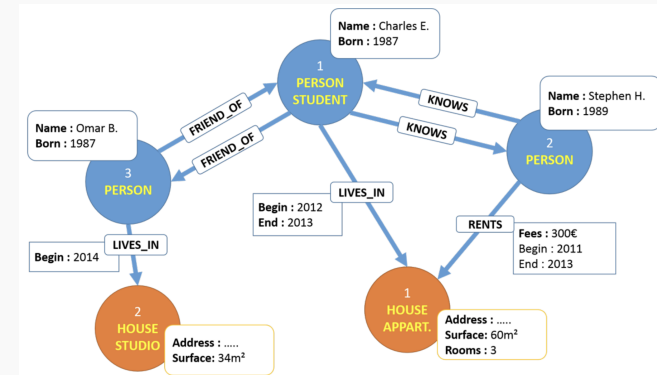 Name : Charles E.
Born : 1987
1
PERSON
STUDENT
FRIEND_OF
FRIEND_OF
KNOWS
KNOWS
Name : Stephen H.
Born : 1989
2
PERSON
Name : Omar B.
Born : 1987
3
PERSON
Begin : 2012
End : 2013
LIVES_IN
RENTS
Fees : 300€
Begin : 2011
End : 2013
Begin : 2014
LIVES_IN
2
HOUSE
STUDIO
Address : .....
Surface: 34m²
1
HOUSE
APPART.
Address : .....
Surface: 60m²
Rooms : 3